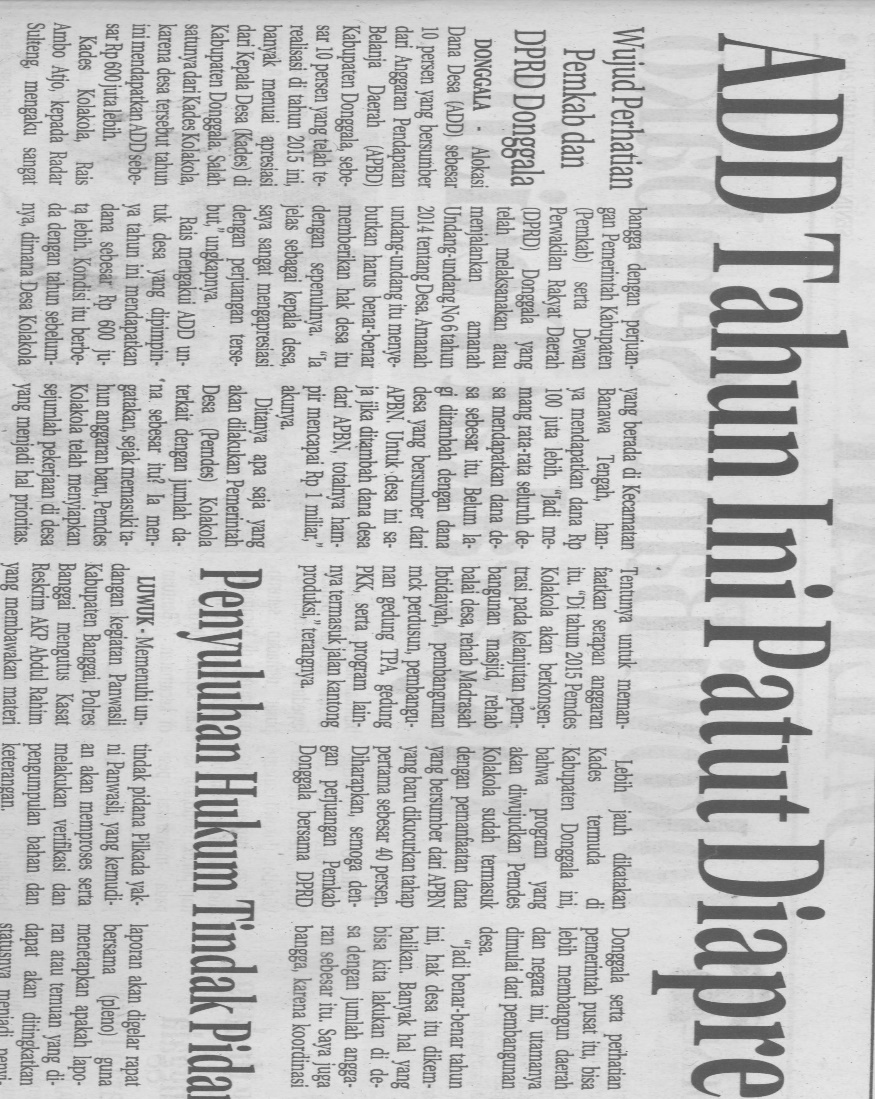 ADD Tahun Ini Patut Diapre
Wujud Perhatian
Pemkab dan
DPRD Donggala
DONGGALA - Alokasi
Dana Desa (ADD) sebesar
10 persen yang bersumber
dari Anggaran Pendapatan
Belanja Daerah (APBD)
Kabupaten Donggala, sebe-
sar 10 persen yang telah te-
realisasi di tahun 2015 ini,
banyak menuai apresiasi
dari Kepala Desa (Kades) di
Kabupaten Donggala. Salah
satunya dari Kades Kolakola,
karena desa tersebut tahun
ini mendapatkan ADD sebe-
sar Rp 600 juta lebih.
Kades Kolakola, Rais
Ambo Atjo, kepada Radar
Sulteng mengaku sangat
bangga dengan perjuan-
gan Pemerintah Kabupaten
(Pemkab) serta Dewan
Perwakilan Rakyat Daerah
(DPRD) Donggala yang
telah melaksanakan atau
menjalankan amanah
Undang-undang No 6 tahun
2014 tentang Desa. Amanah
undang-undang itu menye-
butkan harus benar-benar
memberikan hak desa itu
dengan sepenuhnya. "Ia
jelas sebagai kepala desa,
saya sangat mengapresiasi
dengan perjuangan terse-
but," ungkapnya.
Rais mengakui ADD un-
tuk desa yang dipimpin-
ya tahun ini mendapatkan
dana sebesar Rp 600 ju-
ta lebih. Kondisi itu berbe-
da dengan tahun sebelum-
nya, dimana Desa Kolakola
yang berada di Kecamatan
Banawa Tengah, han-
ya mendapatkan dana Rp
100 juta lebih. "Jadi me-
mang rata-rata seluruh de-
sa mendapatkan dana de-
sa sebesar itu. Belum la-
gi ditambah dengan dana
desa yang bersumber dari
APBN. Untuk desa ini sa-
ja jika ditambah dana desa
dari APBN, totalnya ham-
pir mencapai Rp 1 miliar,"
akunya.
Ditanya apa saja yang
akan dilakukan Pemerintah
Desa (Pemdes) Kolakola
terkait dengan jumlah da-
na sebesar itu? Ia men-
gatakan, sejak memasuki ta-
hun anggaran baru, Pemdes
Kolakola telah menyiapkan
sejumlah pekerjaan di desa
yang menjadi hal prioritas.
Tentunya untuk meman-
faatkan serapan anggaran
itu. "Di tahun 2015 Pemdes
Kolakola akan berkonsen-
trasi pada kelanjutan pem-
bangunan masjid, rehab
balai desa, rehab Madrasah
Ibtidaiyah, pembangunan
mck perdusun, pembangu-
nan gedung TPA, gedung
PKK, serta program lain-
nya termasuk jalan kantong
produksi," terangnya.
Lebih jauh dikatakan
Kades termuda di
Kabupaten Donggala ini,
bahwa program yang
akan diwujudkan Pemdes
Kolakola sudah termasuk
dengan pemanfaatan dana
yang bersumber dari APBN
yang baru dikucurkan tahap
pertama sebesar 40 persen.
Diharapkan, semoga den-
gan perjuangan Pemkab
Donggala bersama DPRD
Donggala serta perhatian
pemerintah pusat itu, bisa
lebih membangun daerah
dan negara ini, utamanya
dimulai dari pembangunan
desa.
"Jadi benar-benar tahun
ini, hak desa itu dikem-
balikan. Banyak hal yang
bisa kita lakukan di de-
sa dengan jumlah angga-
ran sebesar itu. Saya juga
bangga, karena koordinasi
Penyuluhan Hukum Tindak Pidan
LUWUK - Memenuhi un-
dangan kegiatan Panwasli
Kabupaten Banggai, Polres
Banggai mengutus Kasat
Reskrim AKP Abdul Rahim
yang membawakan materi
tindak pidana Pilkada yak-
ni Panwasli, yang kemudi-
an akan memproses serta
melakukan verifikasi dan
pengumpulan bahan dan
keterangan.
laporan akan digelar rapat
bersama (pleno) guna
menetapkan apakah lapo-
ran atau temuan yang di-
dapat akan ditingkatkan
statusnya menjadi penyi-